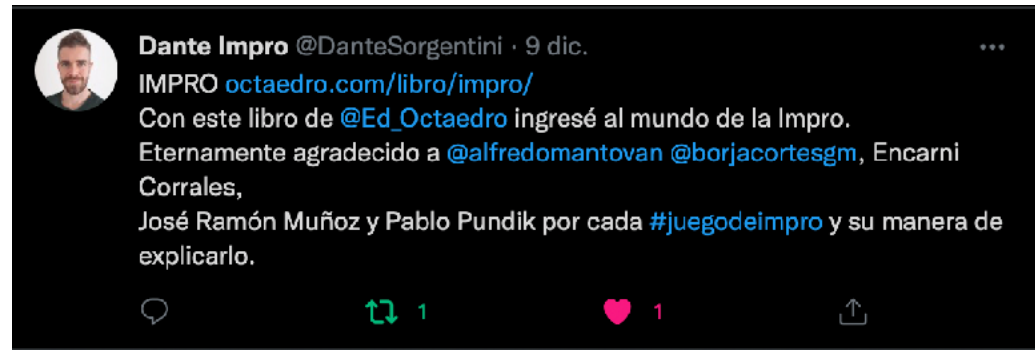 Dante Impro @DanteSorgentini · 9 dic.
IMPRO octaedro.com/libro/impro/
Con este libro de @Ed_Octaedro ingresé al mundo de la Impro.
Eternamente agradecido a @alfredomantovan @borjacortesgm, Encarni
Corrales,
José Ramón Muñoz y Pablo Pundik por cada #juegodeimpro y su manera de
explicarlo.
1 1